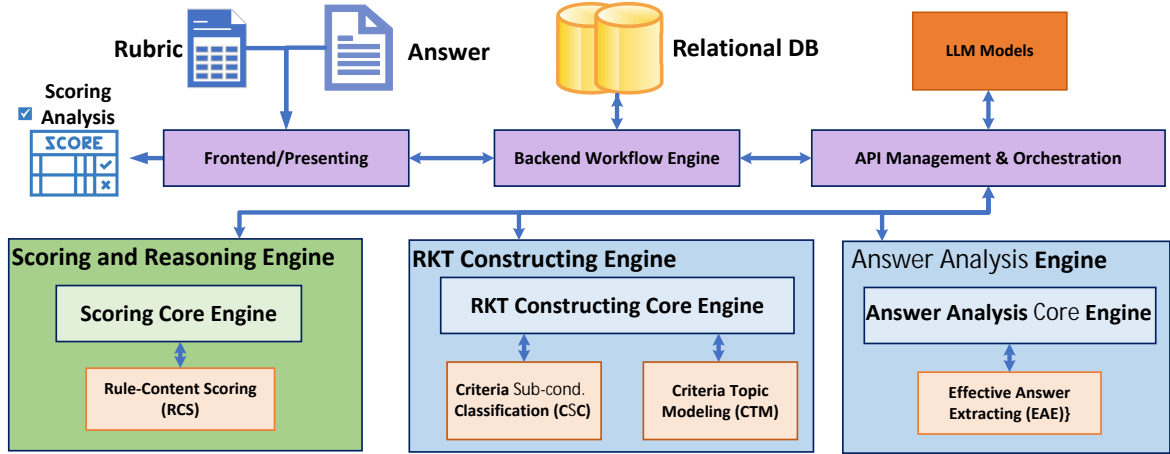 Rubric
Answer
Relational DB
LLM Models
Scoring
Analysis
SCORE
Frontend/Presenting
Backend Workflow Engine
API Management & Orchestration
Scoring and Reasoning Engine
Scoring Core Engine
Rule-Content Scoring
(RCS)
RKT Constructing Engine
RKT Constructing Core Engine
Criteria Sub-cond.
Classification (CSC)
Criteria Topic
Modeling (CTM)
Answer Analysis Engine
Answer Analysis Core Engine
Effective Answer
Extracting (EAE)}